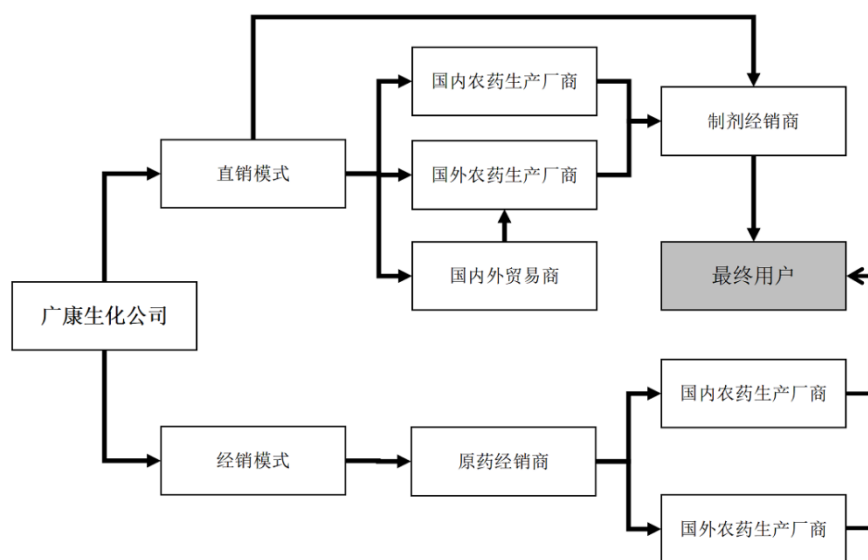 国内农药生产厂商
制剂经销商
直销模式
国外农药生产厂商
国内外贸易商
最终用户
广康生化公司
国内农药生产厂商
经销模式
原药经销商
国外农药生产厂商